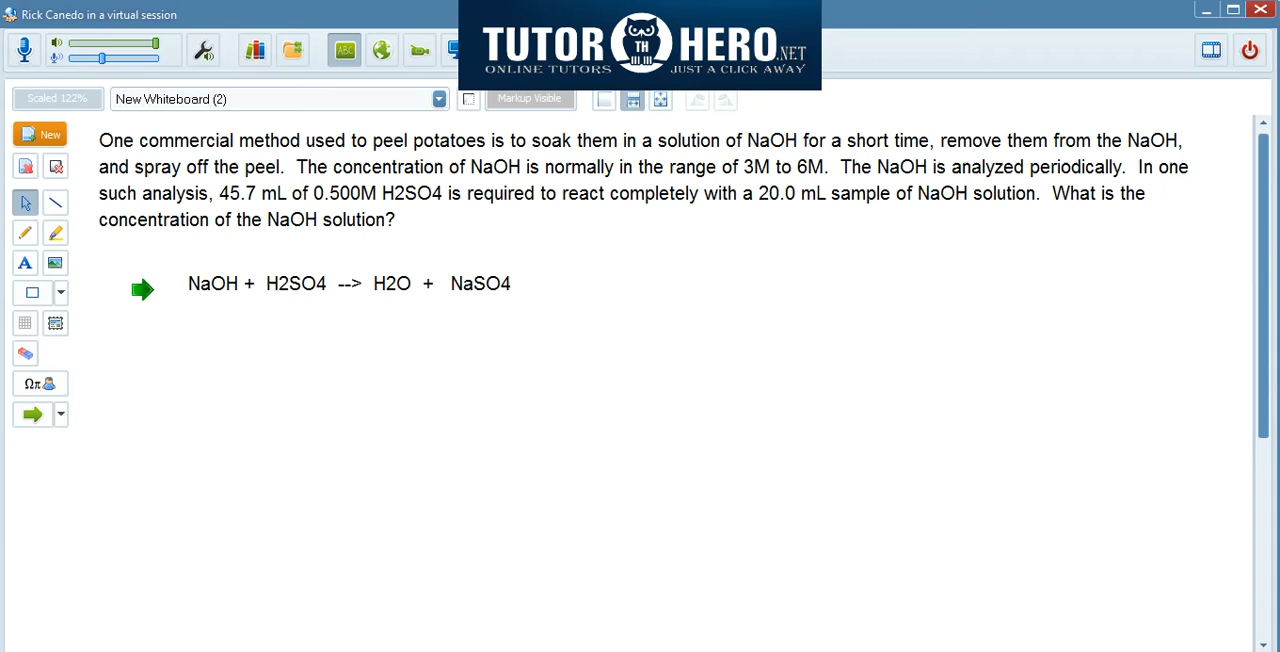 Rick Canedo in a virtual session
TUTOR TH HERO.NET
ONLINE TUTORS JUST A CLICK AWAY
ABC
Scaled 122%
New Whiteboard (2)
Markup Visible
New
One commercial method used to peel potatoes is to soak them in a solution of NaOH for a short time, remove them from the NaOH,
and spray off the peel. The concentration of NaOH is normally in the range of 3M to 6M. The NaOH is analyzed periodically. In one
such analysis, 45.7 mL of 0.500M H2SO4 is required to react completely with a 20.0 mL sample of NaOH solution. What is the
concentration of the NaOH solution?
NaOH + H2SO4 --> H2O + NaSO4
A
Ωπ